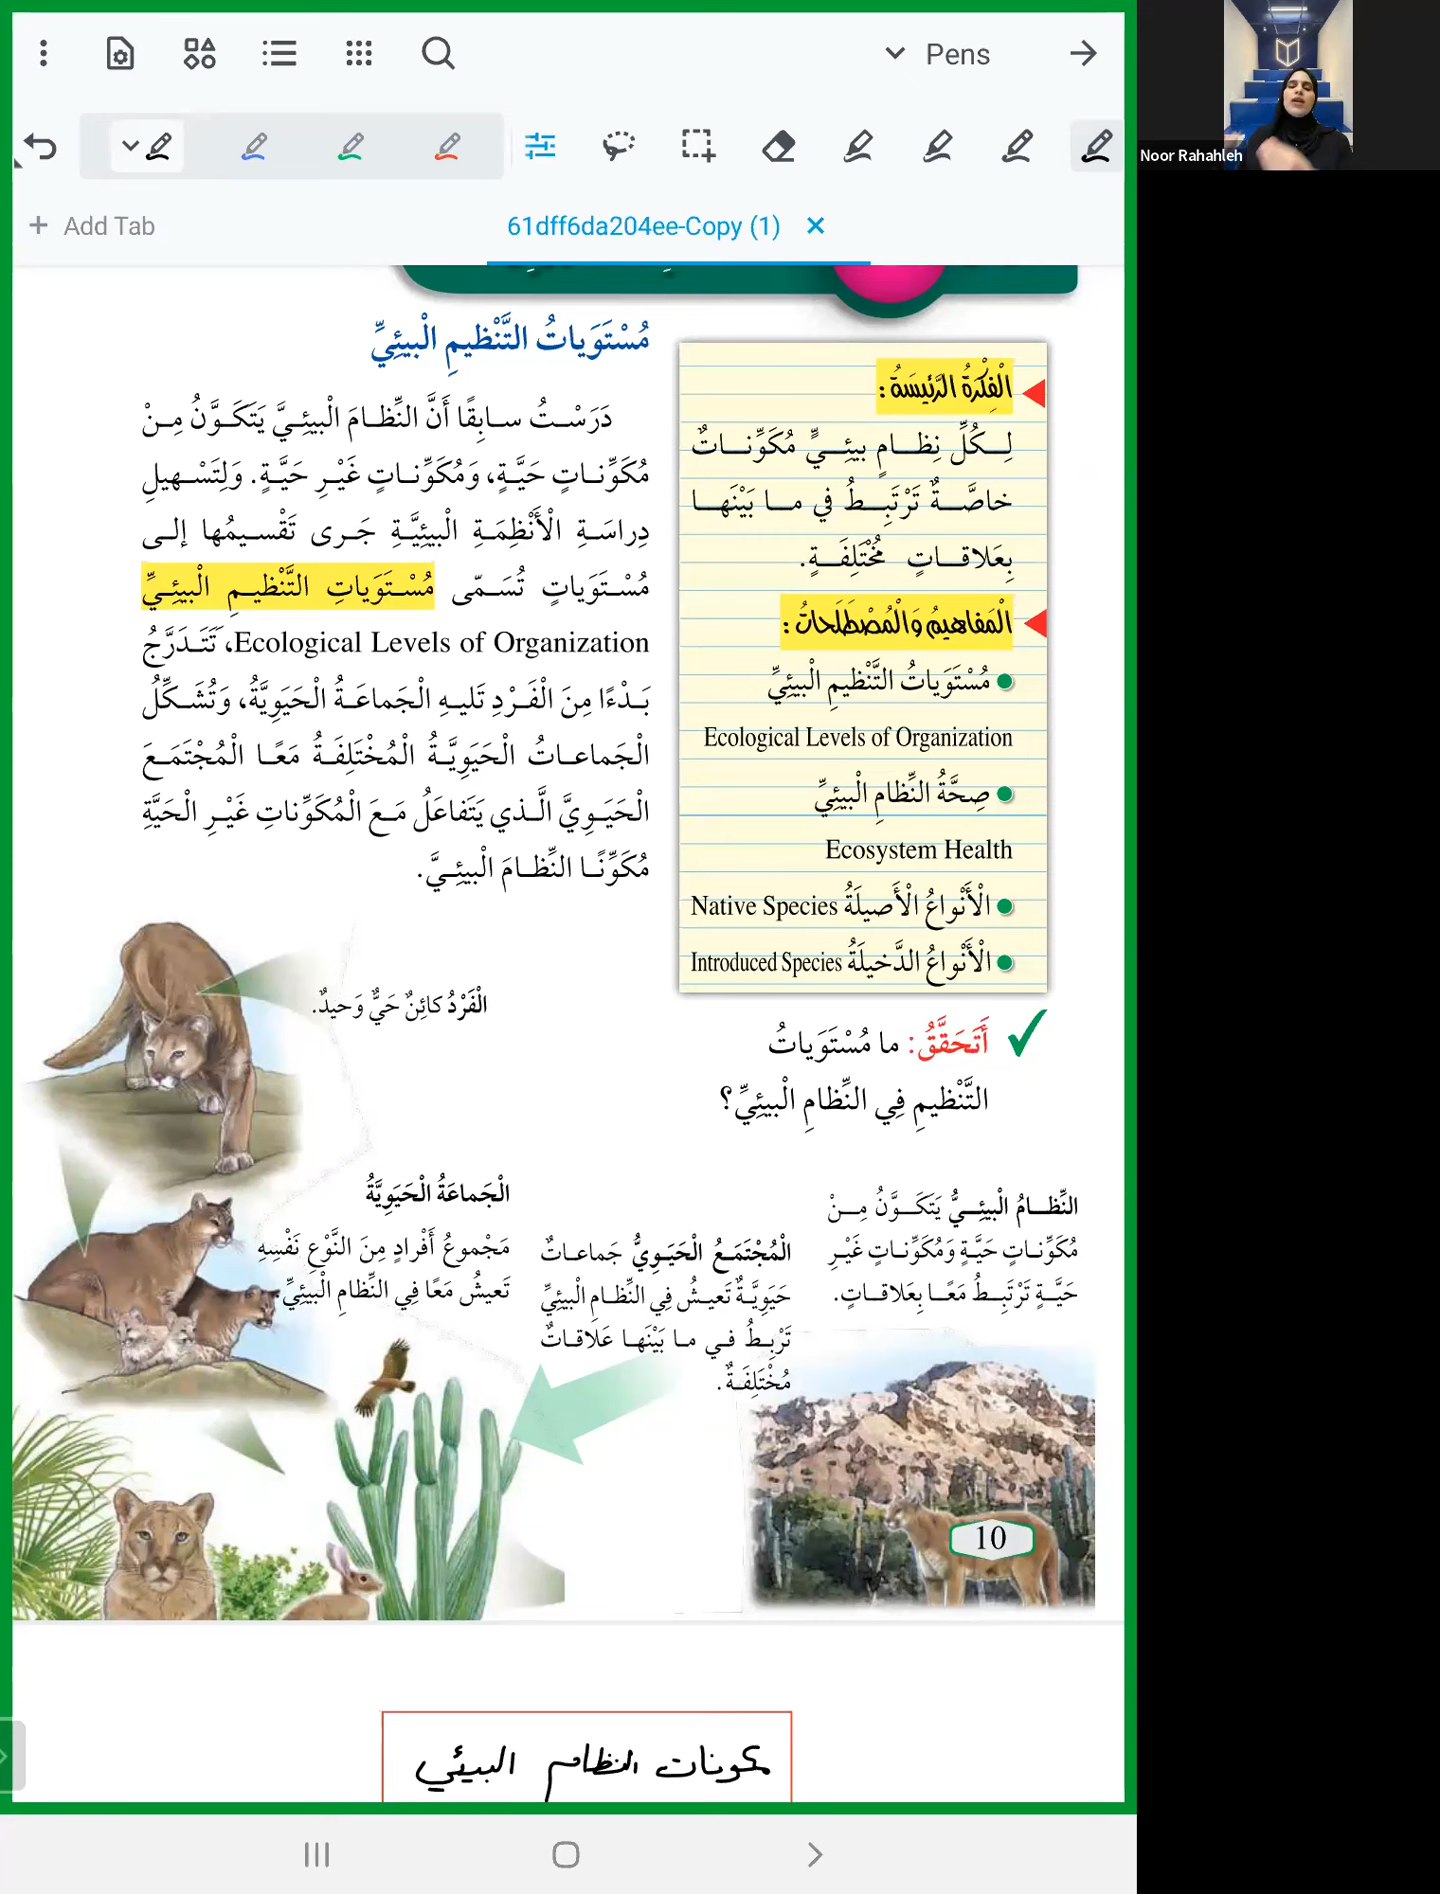 Pens
Noor Rahahleh
Add Tab
61dff6da204ee-Copy (1)
مُسْتَوَياتُ التَّنْظيمِ الْبيئِيِّ
دَرَسْتُ سابِقًا أَنَّ النِّظامَ الْبيئِيَّ يَتَكَوَّنُ مِنْ
مُكَوِّناتٍ حَيَّةٍ، وَمُكَوِّناتٍ غَيْرِ حَيَّةٍ. وَلِتَسْهيلِ
دِراسَةِ الْأَنْظِمَةِ الْبيئِيَّةِ جَرى تَقْسيمُها إلى
مُسْتَوَياتٍ تُسَمّى مُسْتَوَياتِ التَّنْظيمِ الْبيئِيِّ
Ecological Levels of Organization، تَتَدَرَّجُ
بَدْءًا مِنَ الْفَرْدِ تَليهِ الْجَماعَةُ الْحَيَوِيَّةُ، وَتُشَكِّلُ
الْجَماعاتُ الْحَيَوِيَّةُ الْمُخْتَلِفَةُ مَعًا الْمُجْتَمَعَ
الْحَيَوِيَّ الَّذي يَتَفاعَلُ مَعَ الْمُكَوِّناتِ غَيْرِ الْحَيَّةِ
مُكَوِّنًا النِّظامَ الْبيئِيَّ.
الْفِكْرَةُ الرَّئيسَةُ:
لِكُلِّ نِظامٍ بيئِيٍّ مُكَوِّناتٌ
خاصَّةٌ تَرْتَبِطُ في ما بَيْنَها
بِعَلاقاتٍ مُخْتَلِفَةٍ.
الْمَفاهيمُ وَالْمُصْطَلَحاتُ:
● مُسْتَوَياتُ التَّنْظيمِ الْبيئِيِّ
Ecological Levels of Organization
● صِحَّةُ النِّظامِ الْبيئِيِّ
Ecosystem Health
● الْأَنْواعُ الْأَصيلَةُ Native Species
● الْأَنْواعُ الدَّخيلَةُ Introduced Species
أَتَحَقَّقُ: ما مُسْتَوَياتُ
التَّنْظيمِ فِي النِّظامِ الْبيئِيِّ؟
الْفَرْدُ كائِنٌ حَيٌّ وَحيدٌ.
الْجَماعَةُ الْحَيَوِيَّةُ
مَجْموعُ أَفْرادٍ مِنَ النَّوْعِ نَفْسِهِ
تَعيشُ مَعًا فِي النِّظامِ الْبيئِيِّ.
الْمُجْتَمَعُ الْحَيَوِيُّ جَماعاتٌ
حَيَوِيَّةٌ تَعيشُ فِي النِّظامِ الْبيئِيِّ
تَرْبِطُ في ما بَيْنَها عَلاقاتٌ
مُخْتَلِفَةٌ.
النِّظامُ الْبيئِيُّ يَتَكَوَّنُ مِنْ
مُكَوِّناتٍ حَيَّةٍ وَمُكَوِّناتٍ غَيْرِ
حَيَّةٍ تَرْتَبِطُ مَعًا بِعَلاقاتٍ.
10
مكونات النظام البيئي